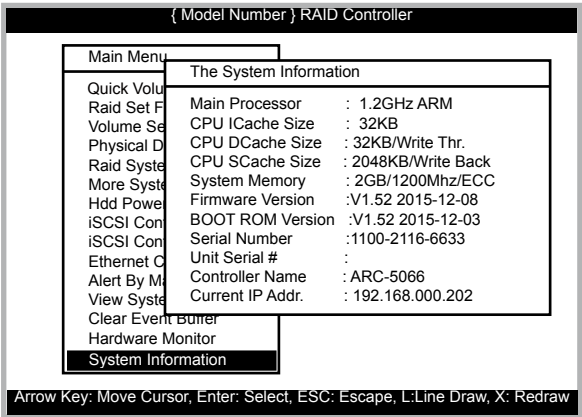 { Model Number } RAID Controller
Main Menu
Quick Volu
Raid Set F
Volume Se
Physical D
Raid Syste
More Syste
Hdd Power
iSCSI Con
iSCSI Con
Ethernet C
Alert By Ma
View Syste
Clear Event Buffer
Hardware Monitor
System Information
The System Information
Main Processor : 1.2GHz ARM
CPU ICache Size : 32KB
CPU DCache Size : 32KB/Write Thr.
CPU SCache Size : 2048KB/Write Back
System Memory : 2GB/1200Mhz/ECC
Firmware Version :V1.52 2015-12-08
BOOT ROM Version :V1.52 2015-12-03
Serial Number :1100-2116-6633
Unit Serial # :
Controller Name : ARC-5066
Current IP Addr. : 192.168.000.202
Arrow Key: Move Cursor, Enter: Select, ESC: Escape, L:Line Draw, X: Redraw